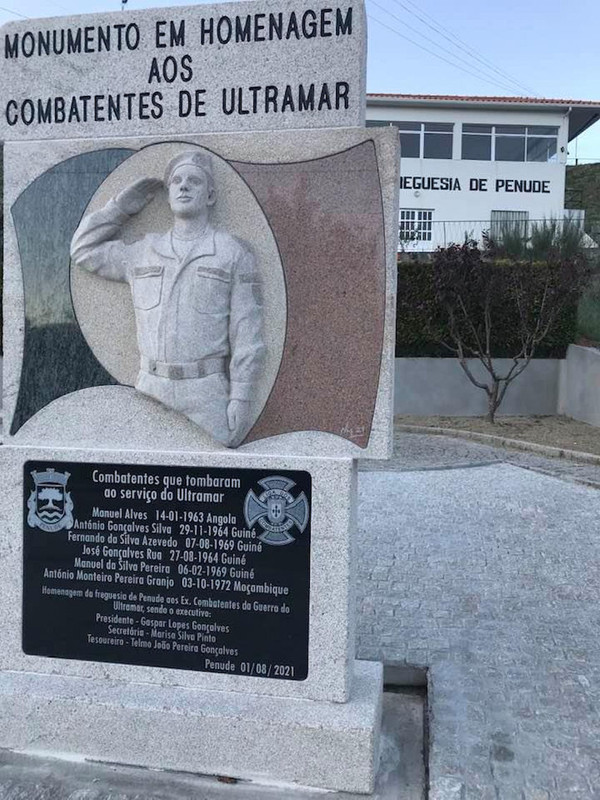 MONUMENTO EM HOMENAGEM
AOS
COMBATENTES DE ULTRAMAR
REGUESIA DE PENUDE
Combatentes que tombaram
ao serviço do Ultramar
Manuel Alves 14-01-1963 Angola
António Gonçalves Silva 29-11-1964 Guiné
Fernando da Silva Azevedo 07-08-1969 Guiné
José Gonçalves Rua 27-08-1964 Guiné
Manuel da Silva Pereira 06-02-1969 Guiné
António Monteiro Pereira Granjo 03-10-1972 Moçambique
Homenagem da freguesia de Penude aos Ex. Combatentes da Guerra do
Ultramar, sendo o executivo:
Presidente - Gaspar Lopes Gonçalves
Secretária - Marisa Silva Pinto
Tesoureiro - Telmo João Pereira Gonçalves
Penude 01/08/2021